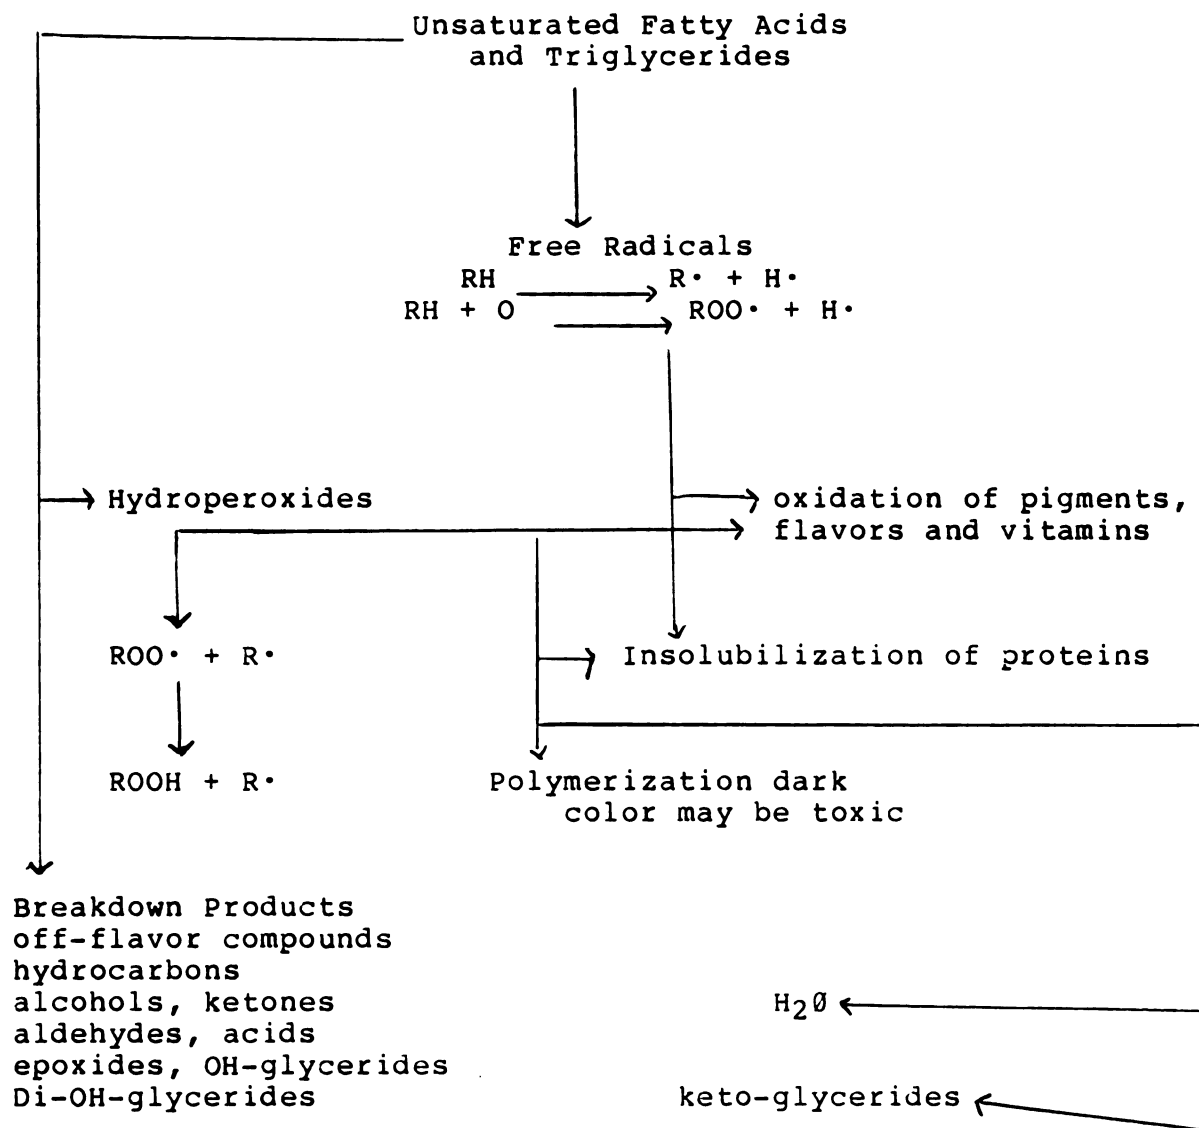 Unsaturated Fatty Acids
and Triglycerides
Free Radicals
RH R· + H·
RH + O ROO· + H·
Hydroperoxides
oxidation of pigments,
flavors and vitamins
ROO· + R·
Insolubilization of proteins
ROOH + R·
Polymerization dark
color may be toxic
Breakdown Products
off-flavor compounds
hydrocarbons
alcohols, ketones
aldehydes, acids
epoxides, OH-glycerides
Di-OH-glycerides
H₂Ø
keto-glycerides